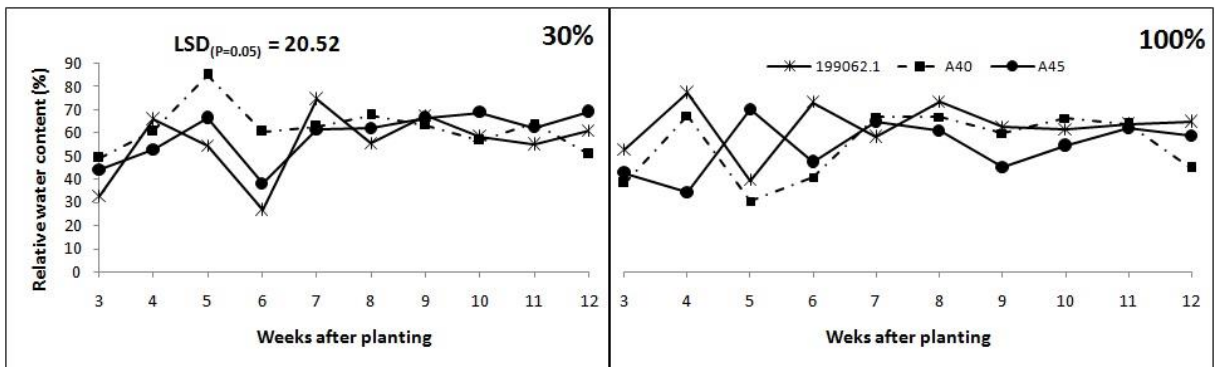 LSD(P=0.05) = 20.52
30%
Relative water content (%)
90
80
70
60
50
40
30
20
10
0
3 4 5 6 7 8 9 10 11 12
Weeks after planting
100%
199062.1 A40 A45
3 4 5 6 7 8 9 10 11 12
Weks after planting